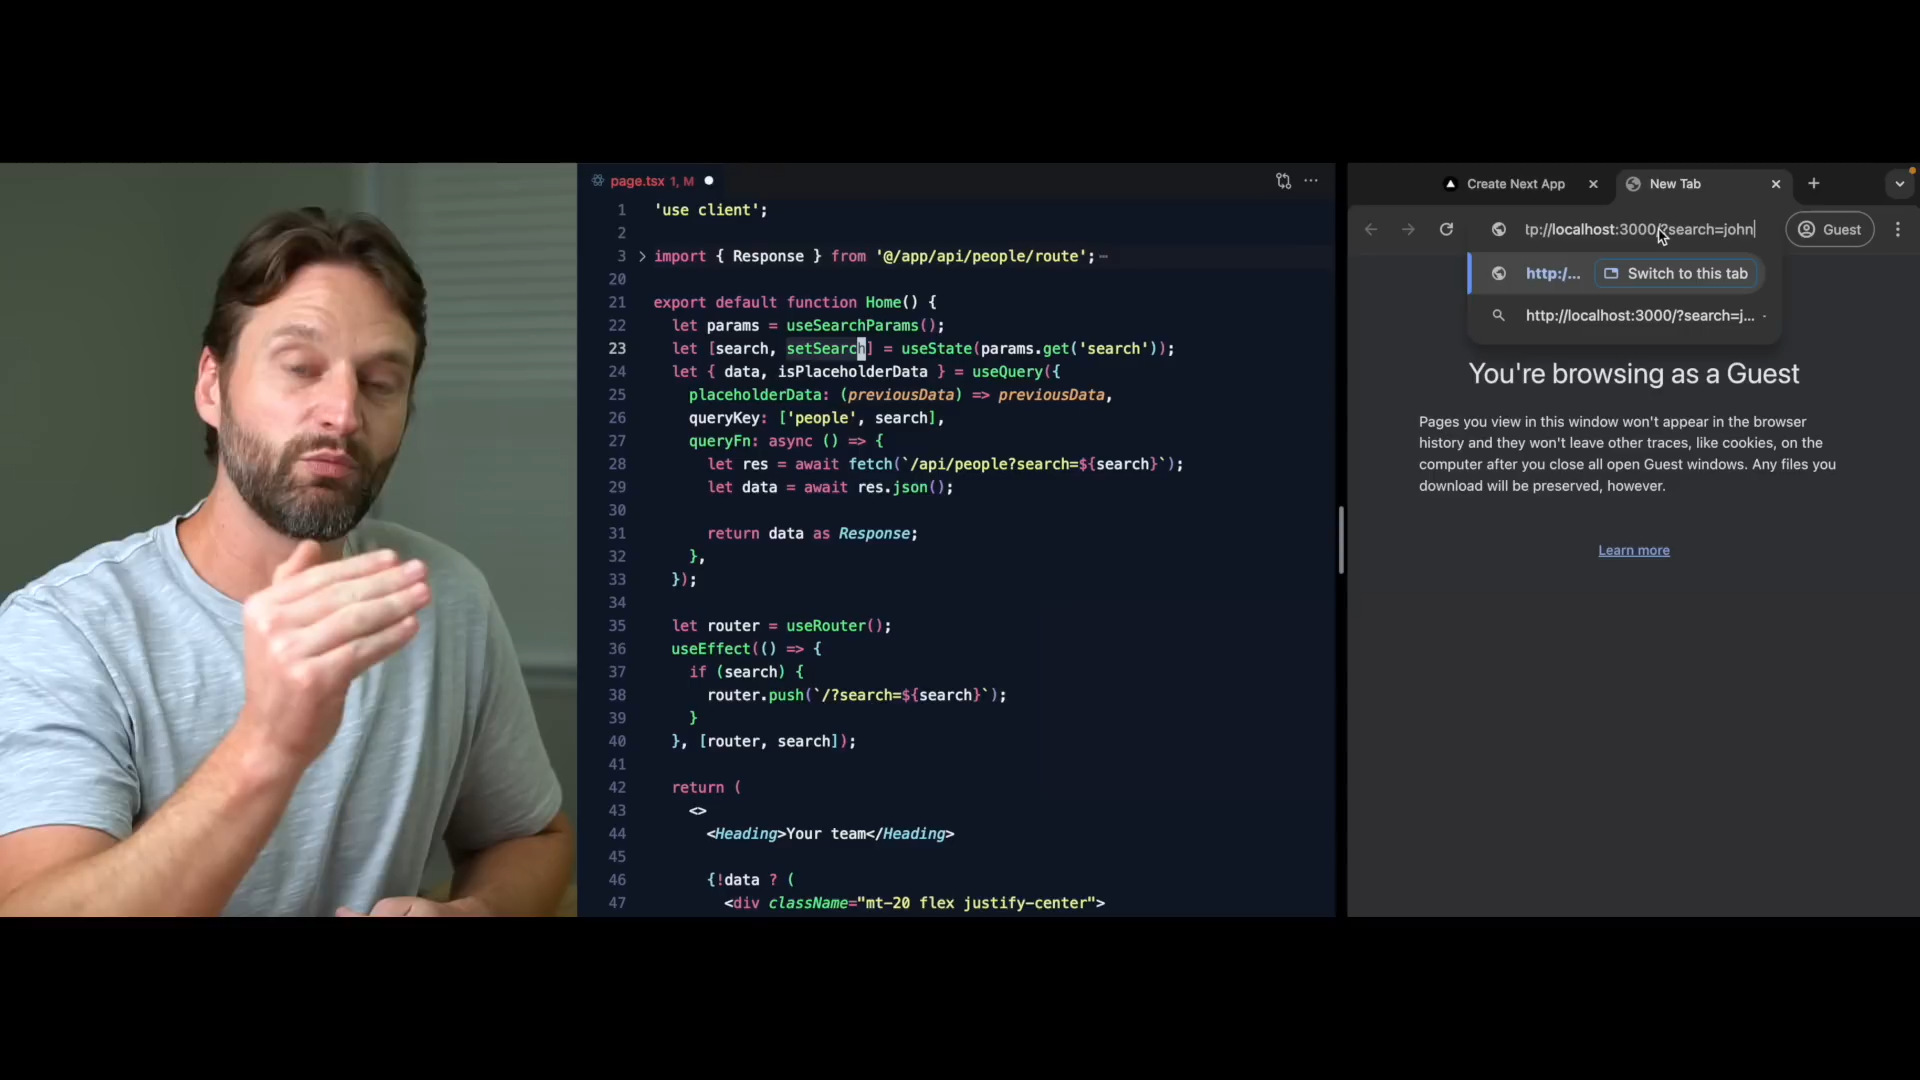 page.tsx 1, M
1 'use client';
2
3 import { Response } from '@/app/api/people/route';
20
21 export default function Home() {
22 let params = useSearchParams();
23 let [search, setSearch] = useState(params.get('search'));
24 let { data, isPlaceholderData } = useQuery({
25 placeholderData: (previousData) => previousData,
26 queryKey: ['people', search],
27 queryFn: async () => {
28 let res = await fetch(`/api/people?search=${search}`);
29 let data = await res.json();
30
31 return data as Response;
32 },
33 });
34
35 let router = useRouter();
36 useEffect(() => {
37 if (search) {
38 router.push(`/?search=${search}`);
39 }
40 }, [router, search]);
41
42 return (
43 <>
44 <Heading>Your team</Heading>
45
46 {!data ? (
47 <div className="mt-20 flex justify-center">
Create Next App
New Tab
tp://localhost:3000/?search=john
Guest
http:/...
Switch to this tab
http://localhost:3000/?search=j... -
You're browsing as a Guest
Pages you view in this window won't appear in the browser
history and they won't leave other traces, like cookies, on the
computer after you close all open Guest windows. Any files you
download will be preserved, however.
Learn more